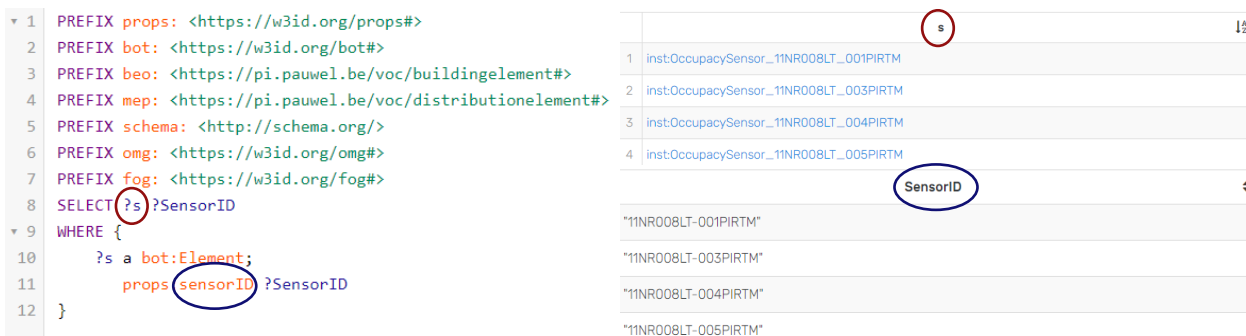 1 PREFIX props: <https://w3id.org/props#>
2 PREFIX bot: <https://w3id.org/bot#>
3 PREFIX beo: <https://pi.pauwel.be/voc/buildingelement#>
4 PREFIX mep: <https://pi.pauwel.be/voc/distributionelement#>
5 PREFIX schema: <http://schema.org/>
6 PREFIX omg: <https://w3id.org/omg#>
7 PREFIX fog: <https://w3id.org/fog#>
8 SELECT ?s ?SensorID
9 WHERE {
10 ?s a bot:Element;
11 props:sensorID ?SensorID
12 }
s
1 inst:OccupacySensor_11NR008LT_001PIRTM
2 inst:OccupacySensor_11NR008LT_003PIRTM
3 inst:OccupacySensor_11NR008LT_004PIRTM
4 inst:OccupacySensor_11NR008LT_005PIRTM
SensorID
"11NR008LT-001PIRTM"
"11NR008LT-003PIRTM"
"11NR008LT-004PIRTM"
"11NR008LT-005PIRTM"